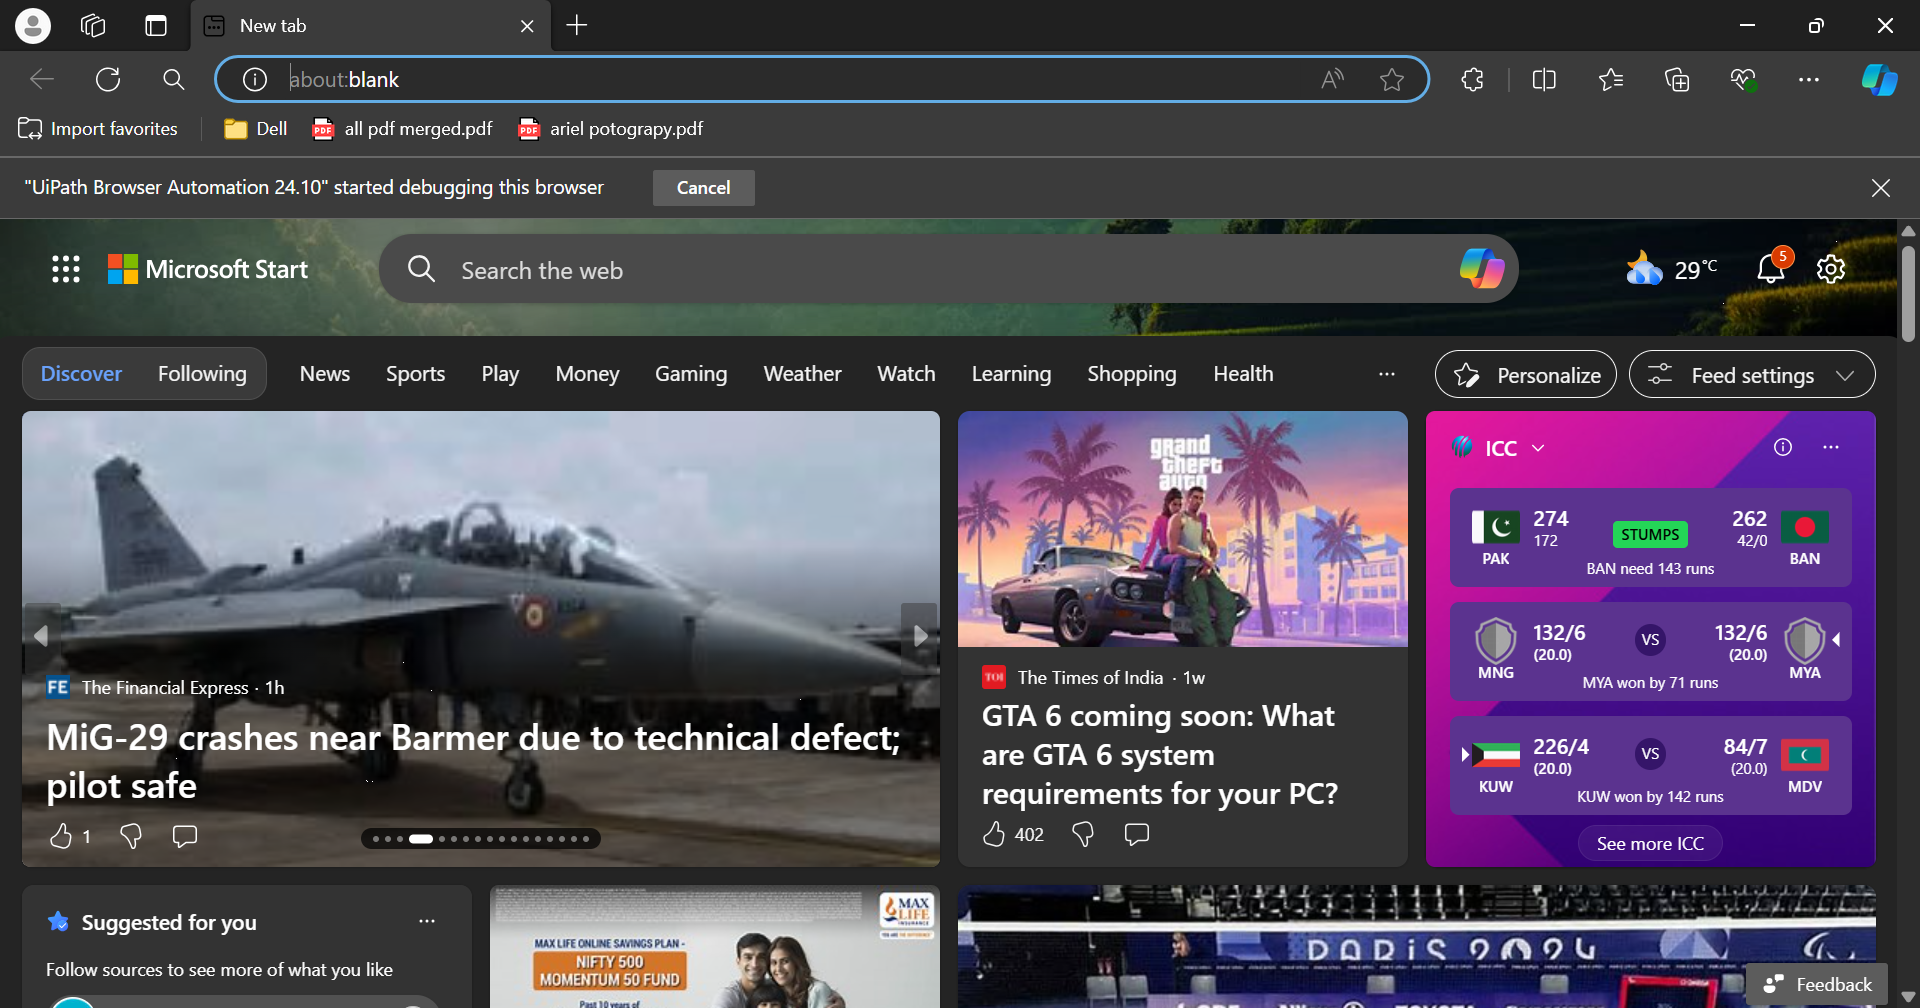 New tab
about:blank
Import favorites
Dell
all pdf merged.pdf
ariel potograpy.pdf
"UiPath Browser Automation 24.10" started debugging this browser
Cancel
Microsoft Start
Search the web
29°C
5
Discover
Following
News
Sports
Play
Money
Gaming
Weather
Watch
Learning
Shopping
Health
Personalize
Feed settings
FE The Financial Express · 1h
MiG-29 crashes near Barmer due to technical defect;
pilot safe
1
grand
theft
auto
TOI The Times of India · 1w
GTA 6 coming soon: What
are GTA 6 system
requirements for your PC?
402
ICC
274 262
172 STUMPS 42/0
PAK BAN
BAN need 143 runs
132/6 VS 132/6
(20.0) (20.0)
MNG MYA
MYA won by 71 runs
226/4 VS 84/7
(20.0) (20.0)
KUW MDV
KUW won by 142 runs
See more ICC
Suggested for you
Follow sources to see more of what you like
MAX
LIFE
INSURANCE
MAX LIFE ONLINE SAVINGS PLAN -
NIFTY 500
MOMENTUM 50 FUND
Past 10 years of
PARIS 2024
Feedback